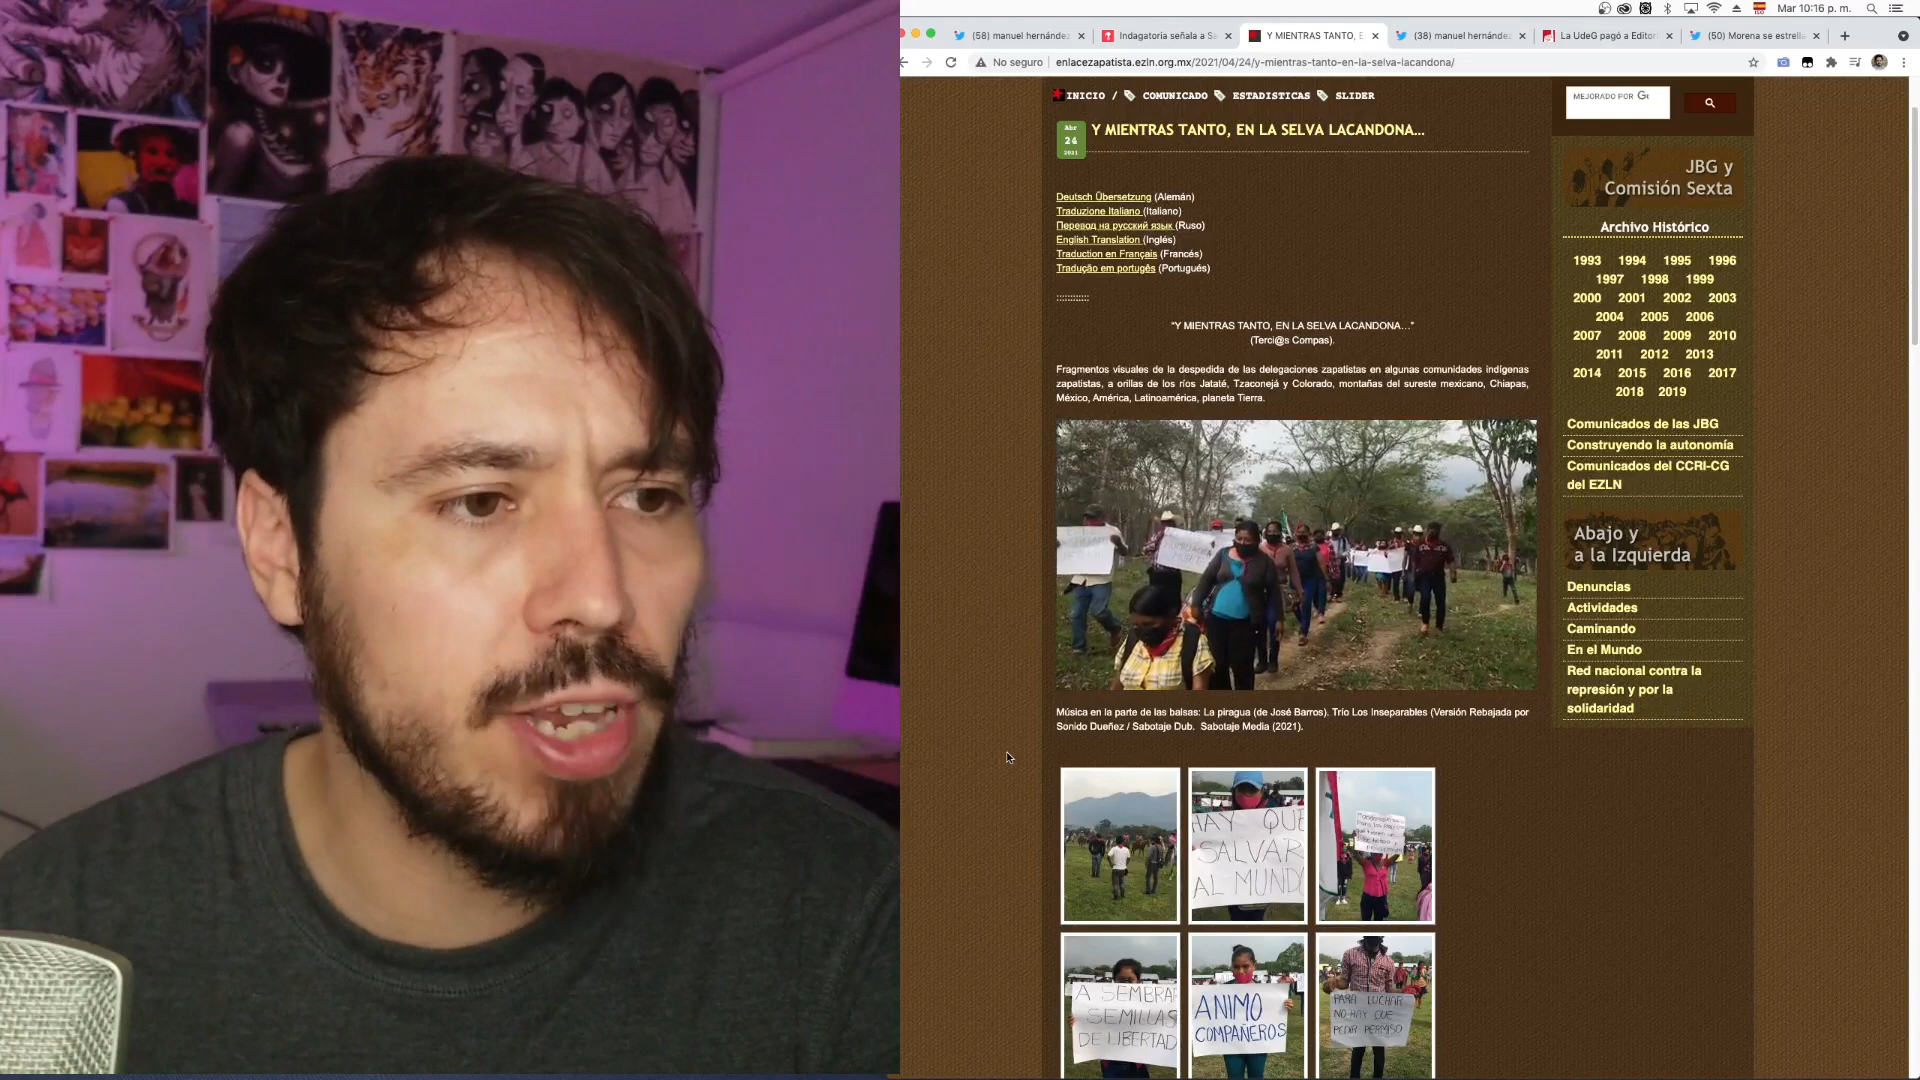 Mar 10:16 p. m.
(58) manuel hernández
Indagatoria señala a S
Y MIENTRAS TANTO, E
(38) manuel hernández
La UdeG pagó a Editor
(50) Morena se estrella
No seguro
enlacezapatista.ezln.org.mx/2021/04/24/y-mientras-tanto-en-la-selva-lacandona/
INICIO / COMUNICADO ESTADISTICAS SLIDER
MEJORADO POR
Abr
24
2021
Y MIENTRAS TANTO, EN LA SELVA LACANDONA…
Deutsch Übersetzung (Alemán)
Traduzione Italiano (Italiano)
Перевод на русский язык (Ruso)
English Translation (Inglés)
Traduction en Français (Francés)
Tradução em portugês (Portugués)
::::::::::::
"Y MIENTRAS TANTO, EN LA SELVA LACANDONA…"
(Terci@s Compas).
Fragmentos visuales de la despedida de las delegaciones zapatistas en algunas comunidades indígenas
zapatistas, a orillas de los ríos Jataté, Tzaconejá y Colorado, montañas del sureste mexicano, Chiapas,
México, América, Latinoamérica, planeta Tierra.
Música en la parte de las balsas: La piragua (de José Barros). Trío Los Inseparables (Versión Rebajada por
Sonido Dueñez / Sabotaje Dub. Sabotaje Media (2021).
HAY QUE
SALVAR
AL MUNDO
A SEMBRAR
SEMILLAS
DE LIBERTAD
ANIMO
COMPAÑEROS
PARA LUCHAR
NO HAY QUE
PEDIR PERMISO
JBG y
Comisión Sexta
Archivo Histórico
1993 1994 1995 1996
1997 1998 1999
2000 2001 2002 2003
2004 2005 2006
2007 2008 2009 2010
2011 2012 2013
2014 2015 2016 2017
2018 2019
Comunicados de las JBG
Construyendo la autonomía
Comunicados del CCRI-CG
del EZLN
Abajo y
a la Izquierda
Denuncias
Actividades
Caminando
En el Mundo
Red nacional contra la
represión y por la
solidaridad